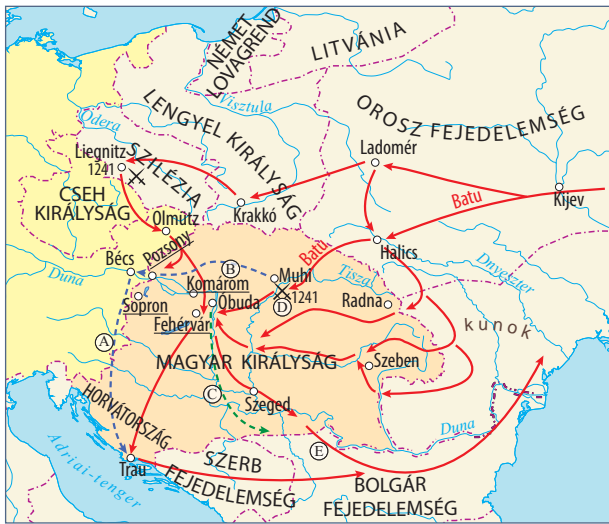 NÉMET
LOVAGREND
LITVÁNIA
Visztula
Odera
LENGYEL KIRÁLYSÁG
OROSZ FEJEDELEMSÉG
Liegnitz
1241
SZILÉZIA
Ladomér
CSEH
KIRÁLYSÁG
Krakkó
Batu
Kijev
Olmütz
Pozsony
Bécs
Batu
Halics
Duna
B
Muhi
Tisza
Dnyeszter
Komárom
1241
Sopron
Óbuda
D
Radna
Fehérvár
kunok
A
MAGYAR KIRÁLYSÁG
Szeben
HORVÁTORSZÁG
C
Szeged
Duna
E
Adriai-tenger
Trau
SZERB
FEJEDELEMSÉG
BOLGÁR
FEJEDELEMSÉG